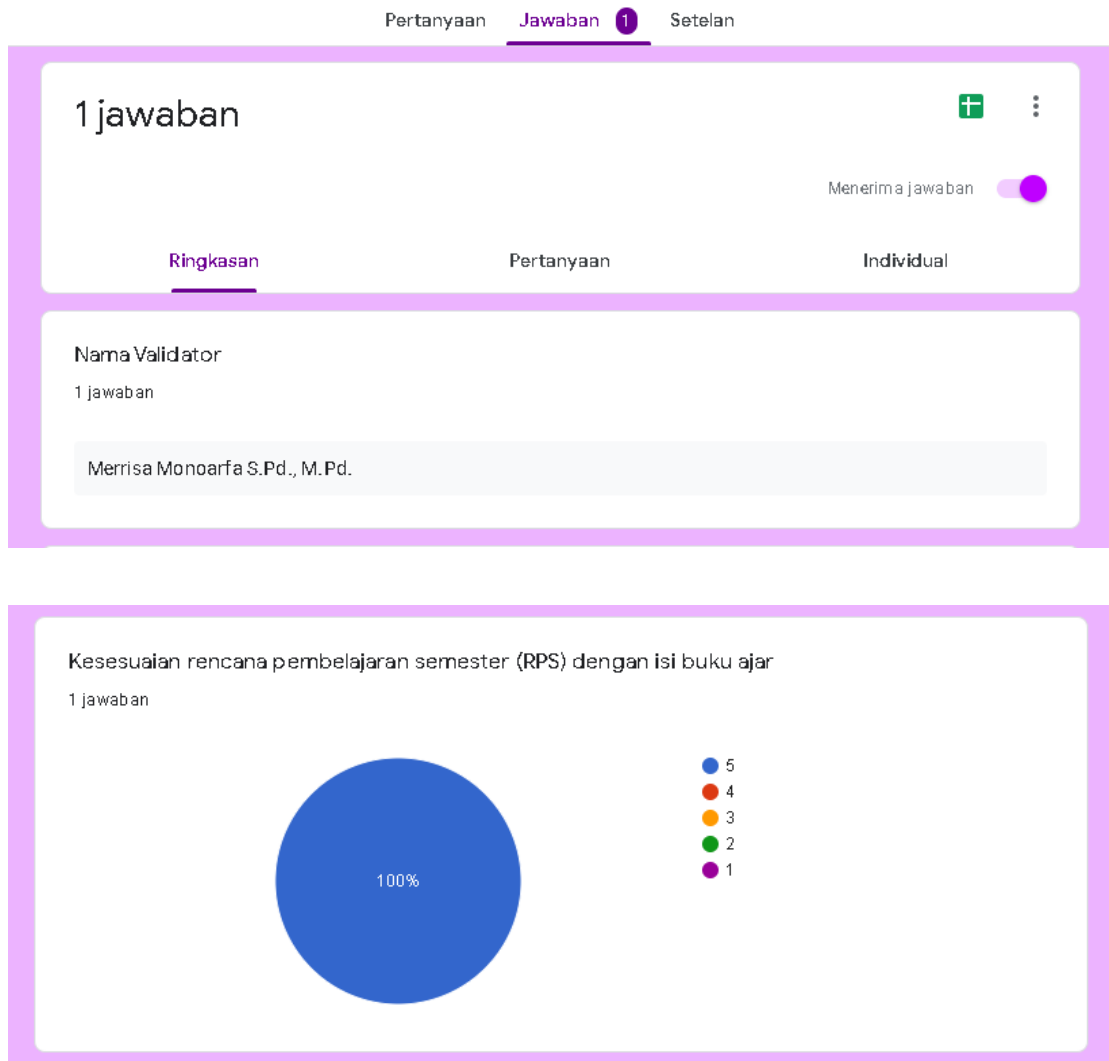 Pertanyaan Jawaban 1 Setelan
1 jawaban
Menerima jawaban
Ringkasan Pertanyaan Individual
Nama Validator
1 jawaban
Merrisa Monoarfa S.Pd., M.Pd.
Kesesuaian rencana pembelajaran semester (RPS) dengan isi buku ajar
1 jawaban
5
4
3
2
1
100%